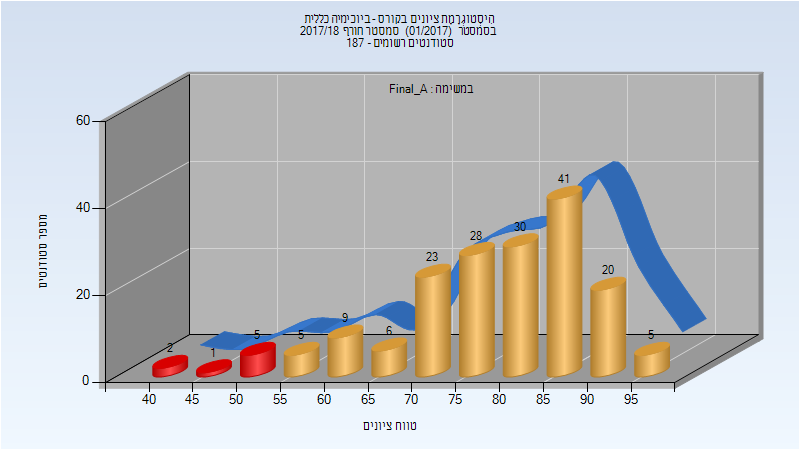 היסטוגרמת ציונים בקורס - ביוכימיה כללית
בסמסטר (01/2017) סמסטר חורף 2017/18
סטודנטים רשומים - 187
במשימה : Final_A
מספר סטודנטים
60
40
20
0
2
1
5
5
9
6
23
28
30
41
20
5
40 45 50 55 60 65 70 75 80 85 90 95
טווח ציונים